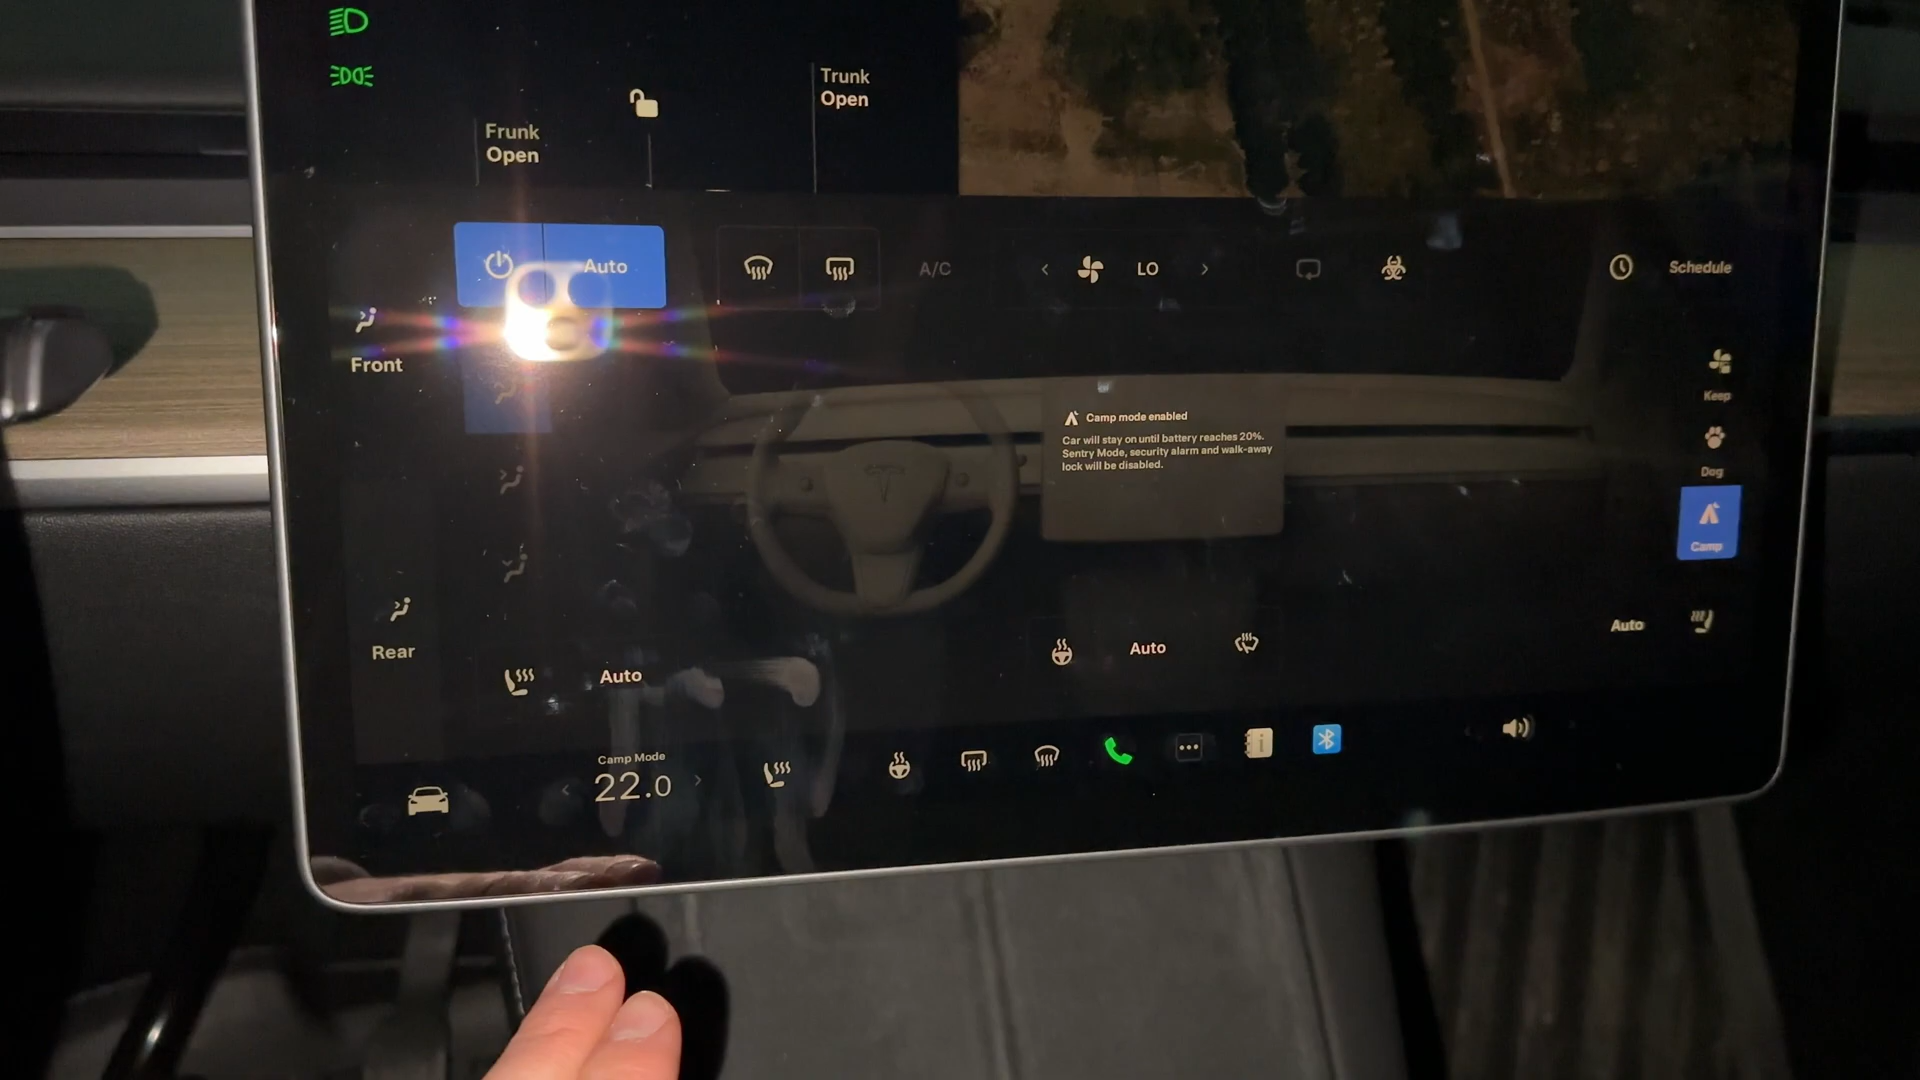 Trunk
Open
Frunk
Open
Auto
A/C
LO
Schedule
Front
Keep
Camp mode enabled
Car will stay on until battery reaches 20%.
Sentry Mode, security alarm and walk-away
lock will be disabled.
Dog
Camp
Auto
Rear
Auto
Auto
Camp Mode
22.0